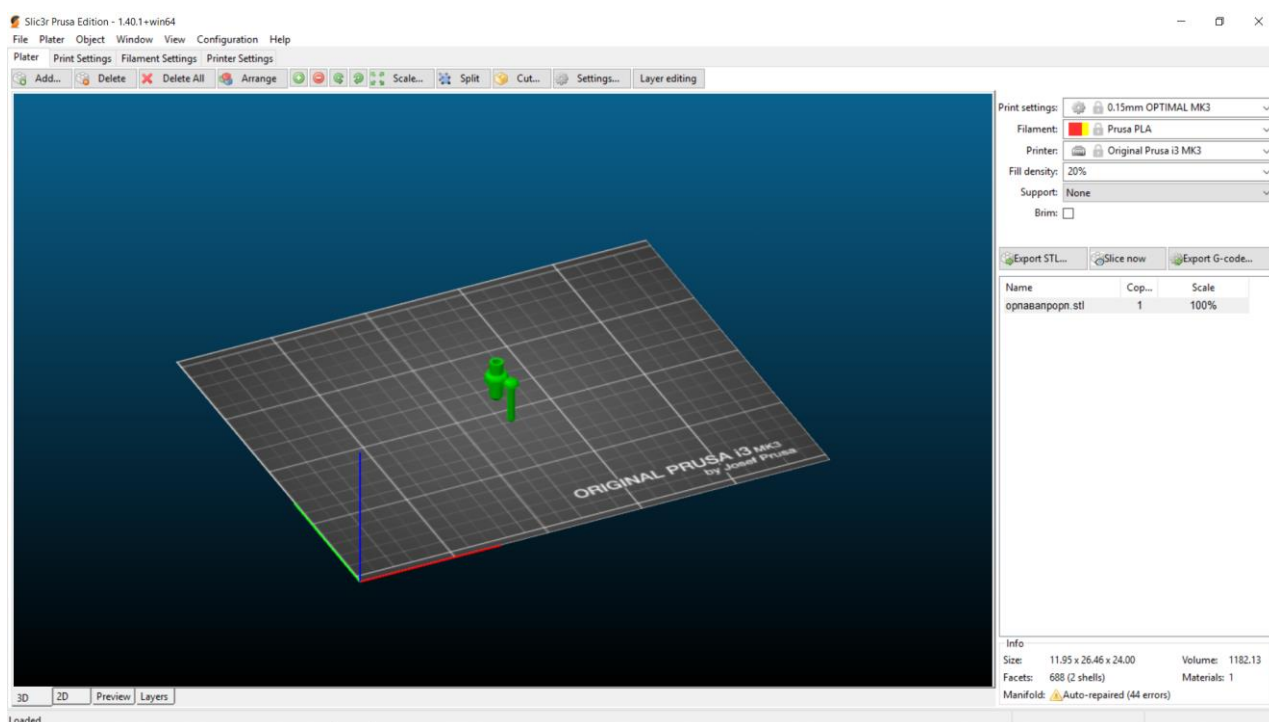 Slic3r Prusa Edition - 1.40.1+win64
File Plater Object Window View Configuration Help
Plater Print Settings Filament Settings Printer Settings
Add... Delete Delete All Arrange Scale... Split Cut... Settings... Layer editing
Print settings: 0.15mm OPTIMAL MK3
Filament: Prusa PLA
Printer: Original Prusa i3 MK3
Fill density: 20%
Support: None
Brim:
Export STL... Slice now Export G-code...
Name Cop... Scale
орпавапрорп.stl 1 100%
ORIGINAL PRUSA i3 MK3
by Josef Prusa
Info
Size: 11.95 x 26.46 x 24.00 Volume: 1182.13
Facets: 688 (2 shells) Materials: 1
Manifold: Auto-repaired (44 errors)
3D 2D Preview Layers
Loaded